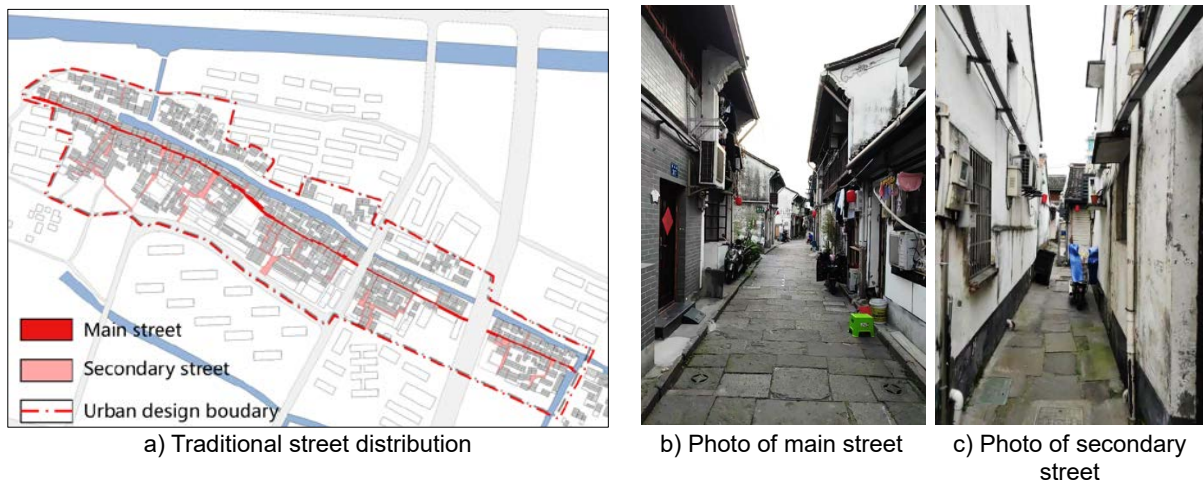 Main street
Secondary street
Urban design boudary
a) Traditional street distribution
b) Photo of main street
c) Photo of secondary
street